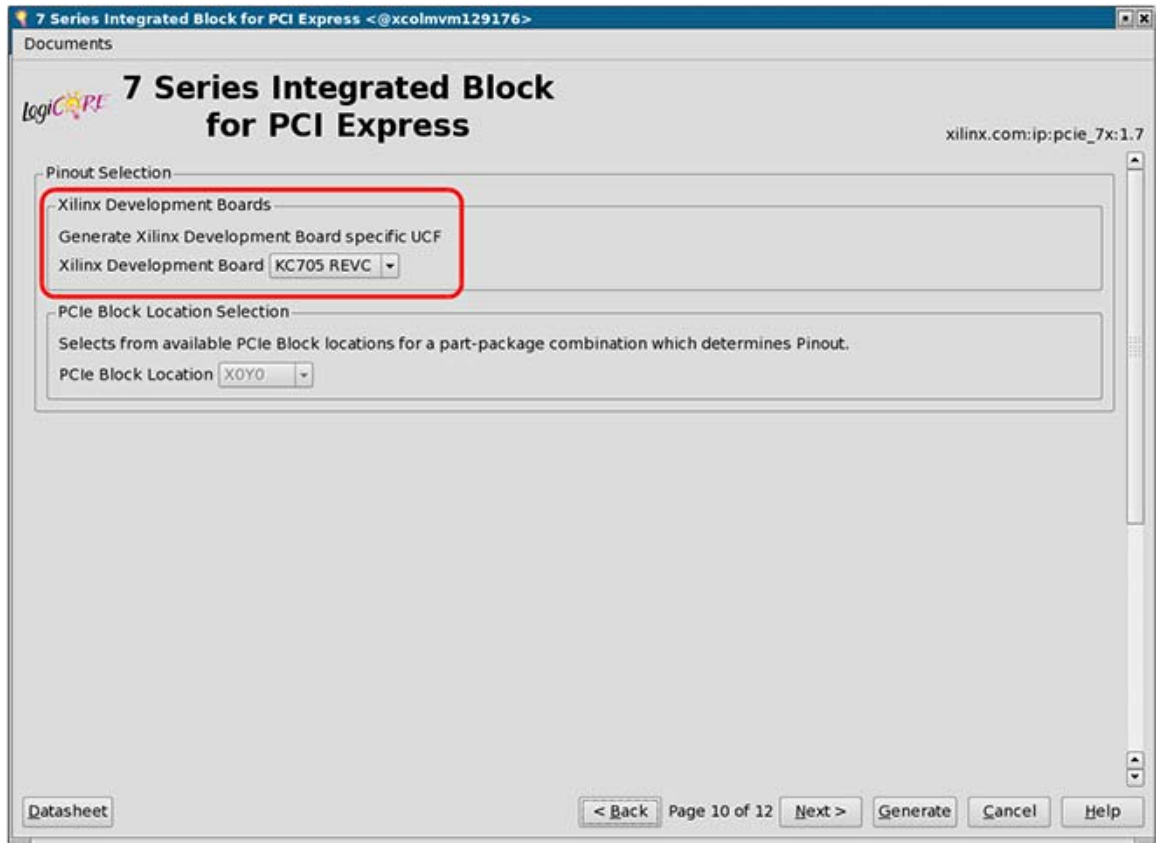 7 Series Integrated Block for PCI Express <@xcolmvm129176>
Documents
LogiCORE
7 Series Integrated Block
for PCI Express
xilinx.com:ip:pcie_7x:1.7
Pinout Selection
Xilinx Development Boards
Generate Xilinx Development Board specific UCF
Xilinx Development Board KC705 REVC
PCIe Block Location Selection
Selects from available PCIe Block locations for a part-package combination which determines Pinout.
PCIe Block Location X0Y0
Datasheet < Back Page 10 of 12 Next > Generate Cancel Help